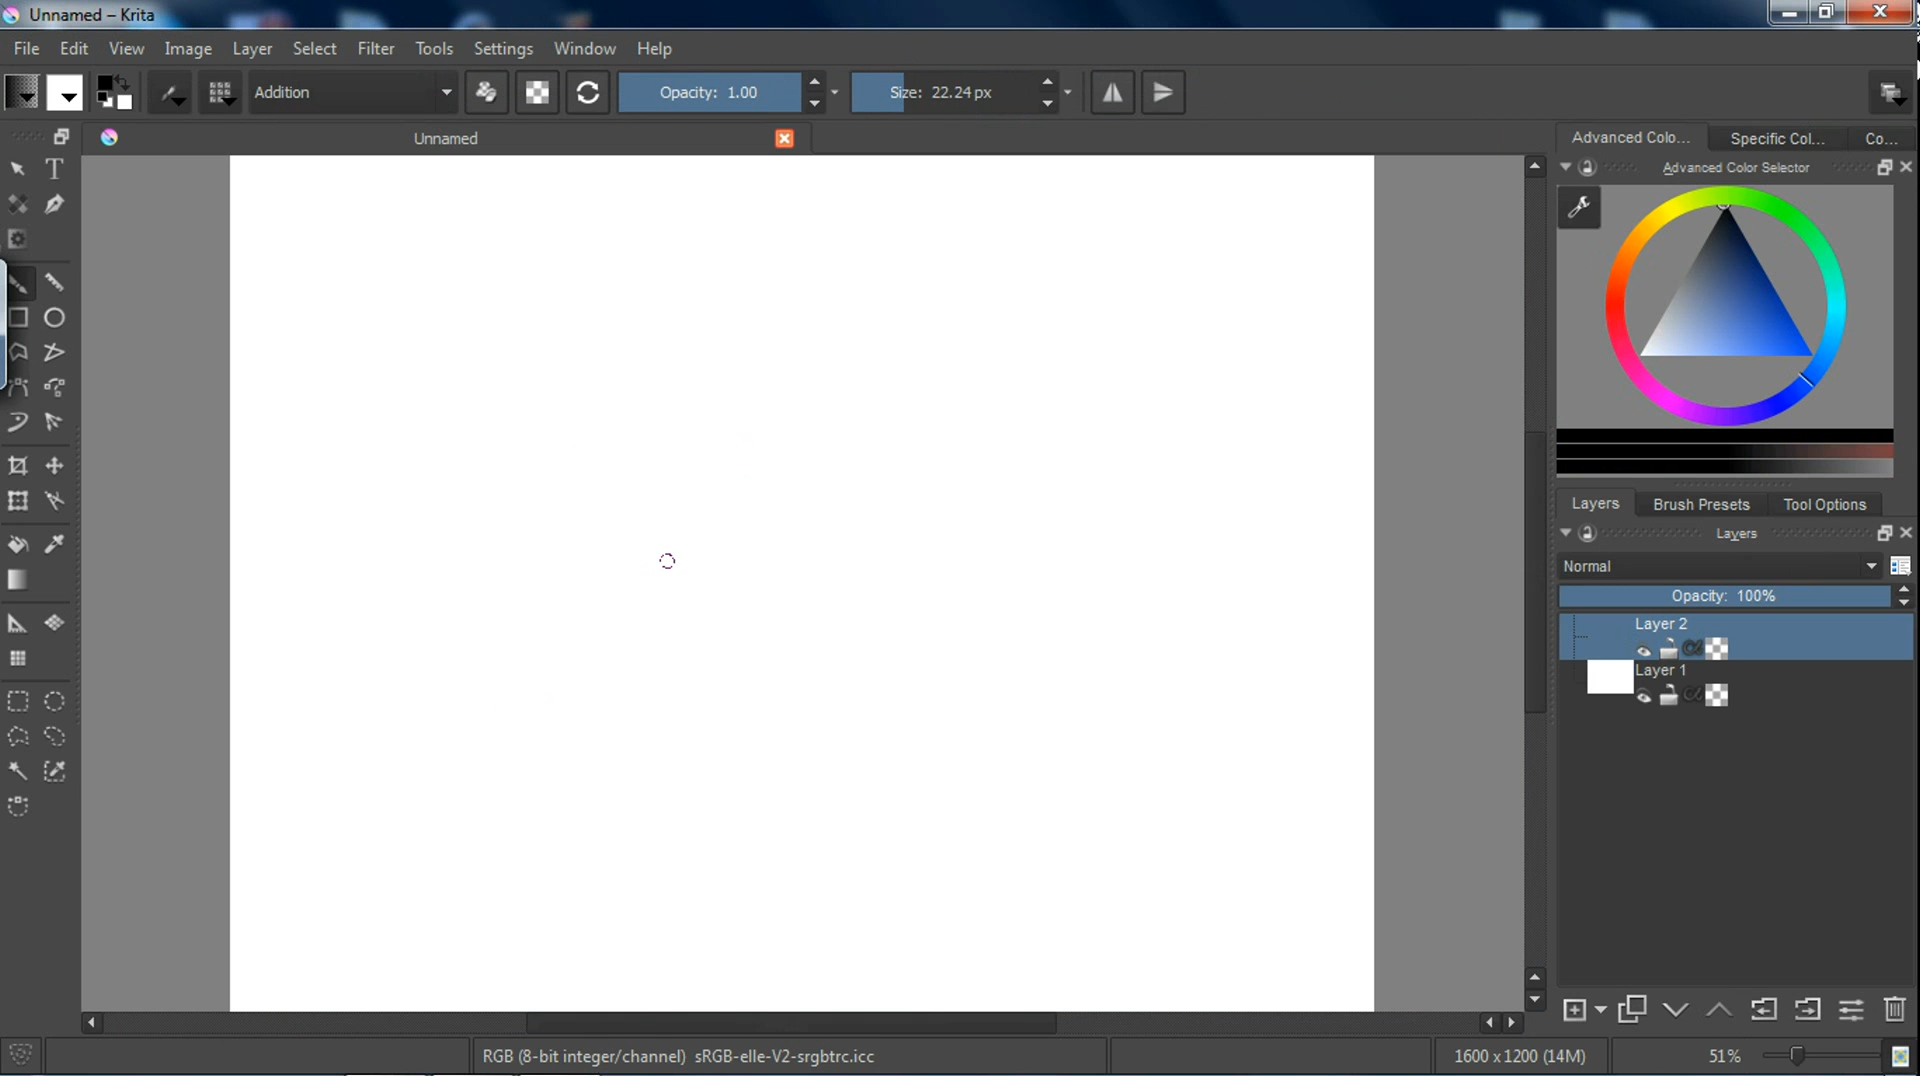 Unnamed – Krita
File Edit View Image Layer Select Filter Tools Settings Window Help
Addition Opacity: 1.00 Size: 22.24 px
Unnamed
Advanced Colo... Specific Col... Co...
Advanced Color Selector
T
Layers Brush Presets Tool Options
Layers
Normal
Opacity: 100%
Layer 2
Layer 1
RGB (8-bit integer/channel) sRGB-elle-V2-srgbtrc.icc 1600 x 1200 (14M) 51%